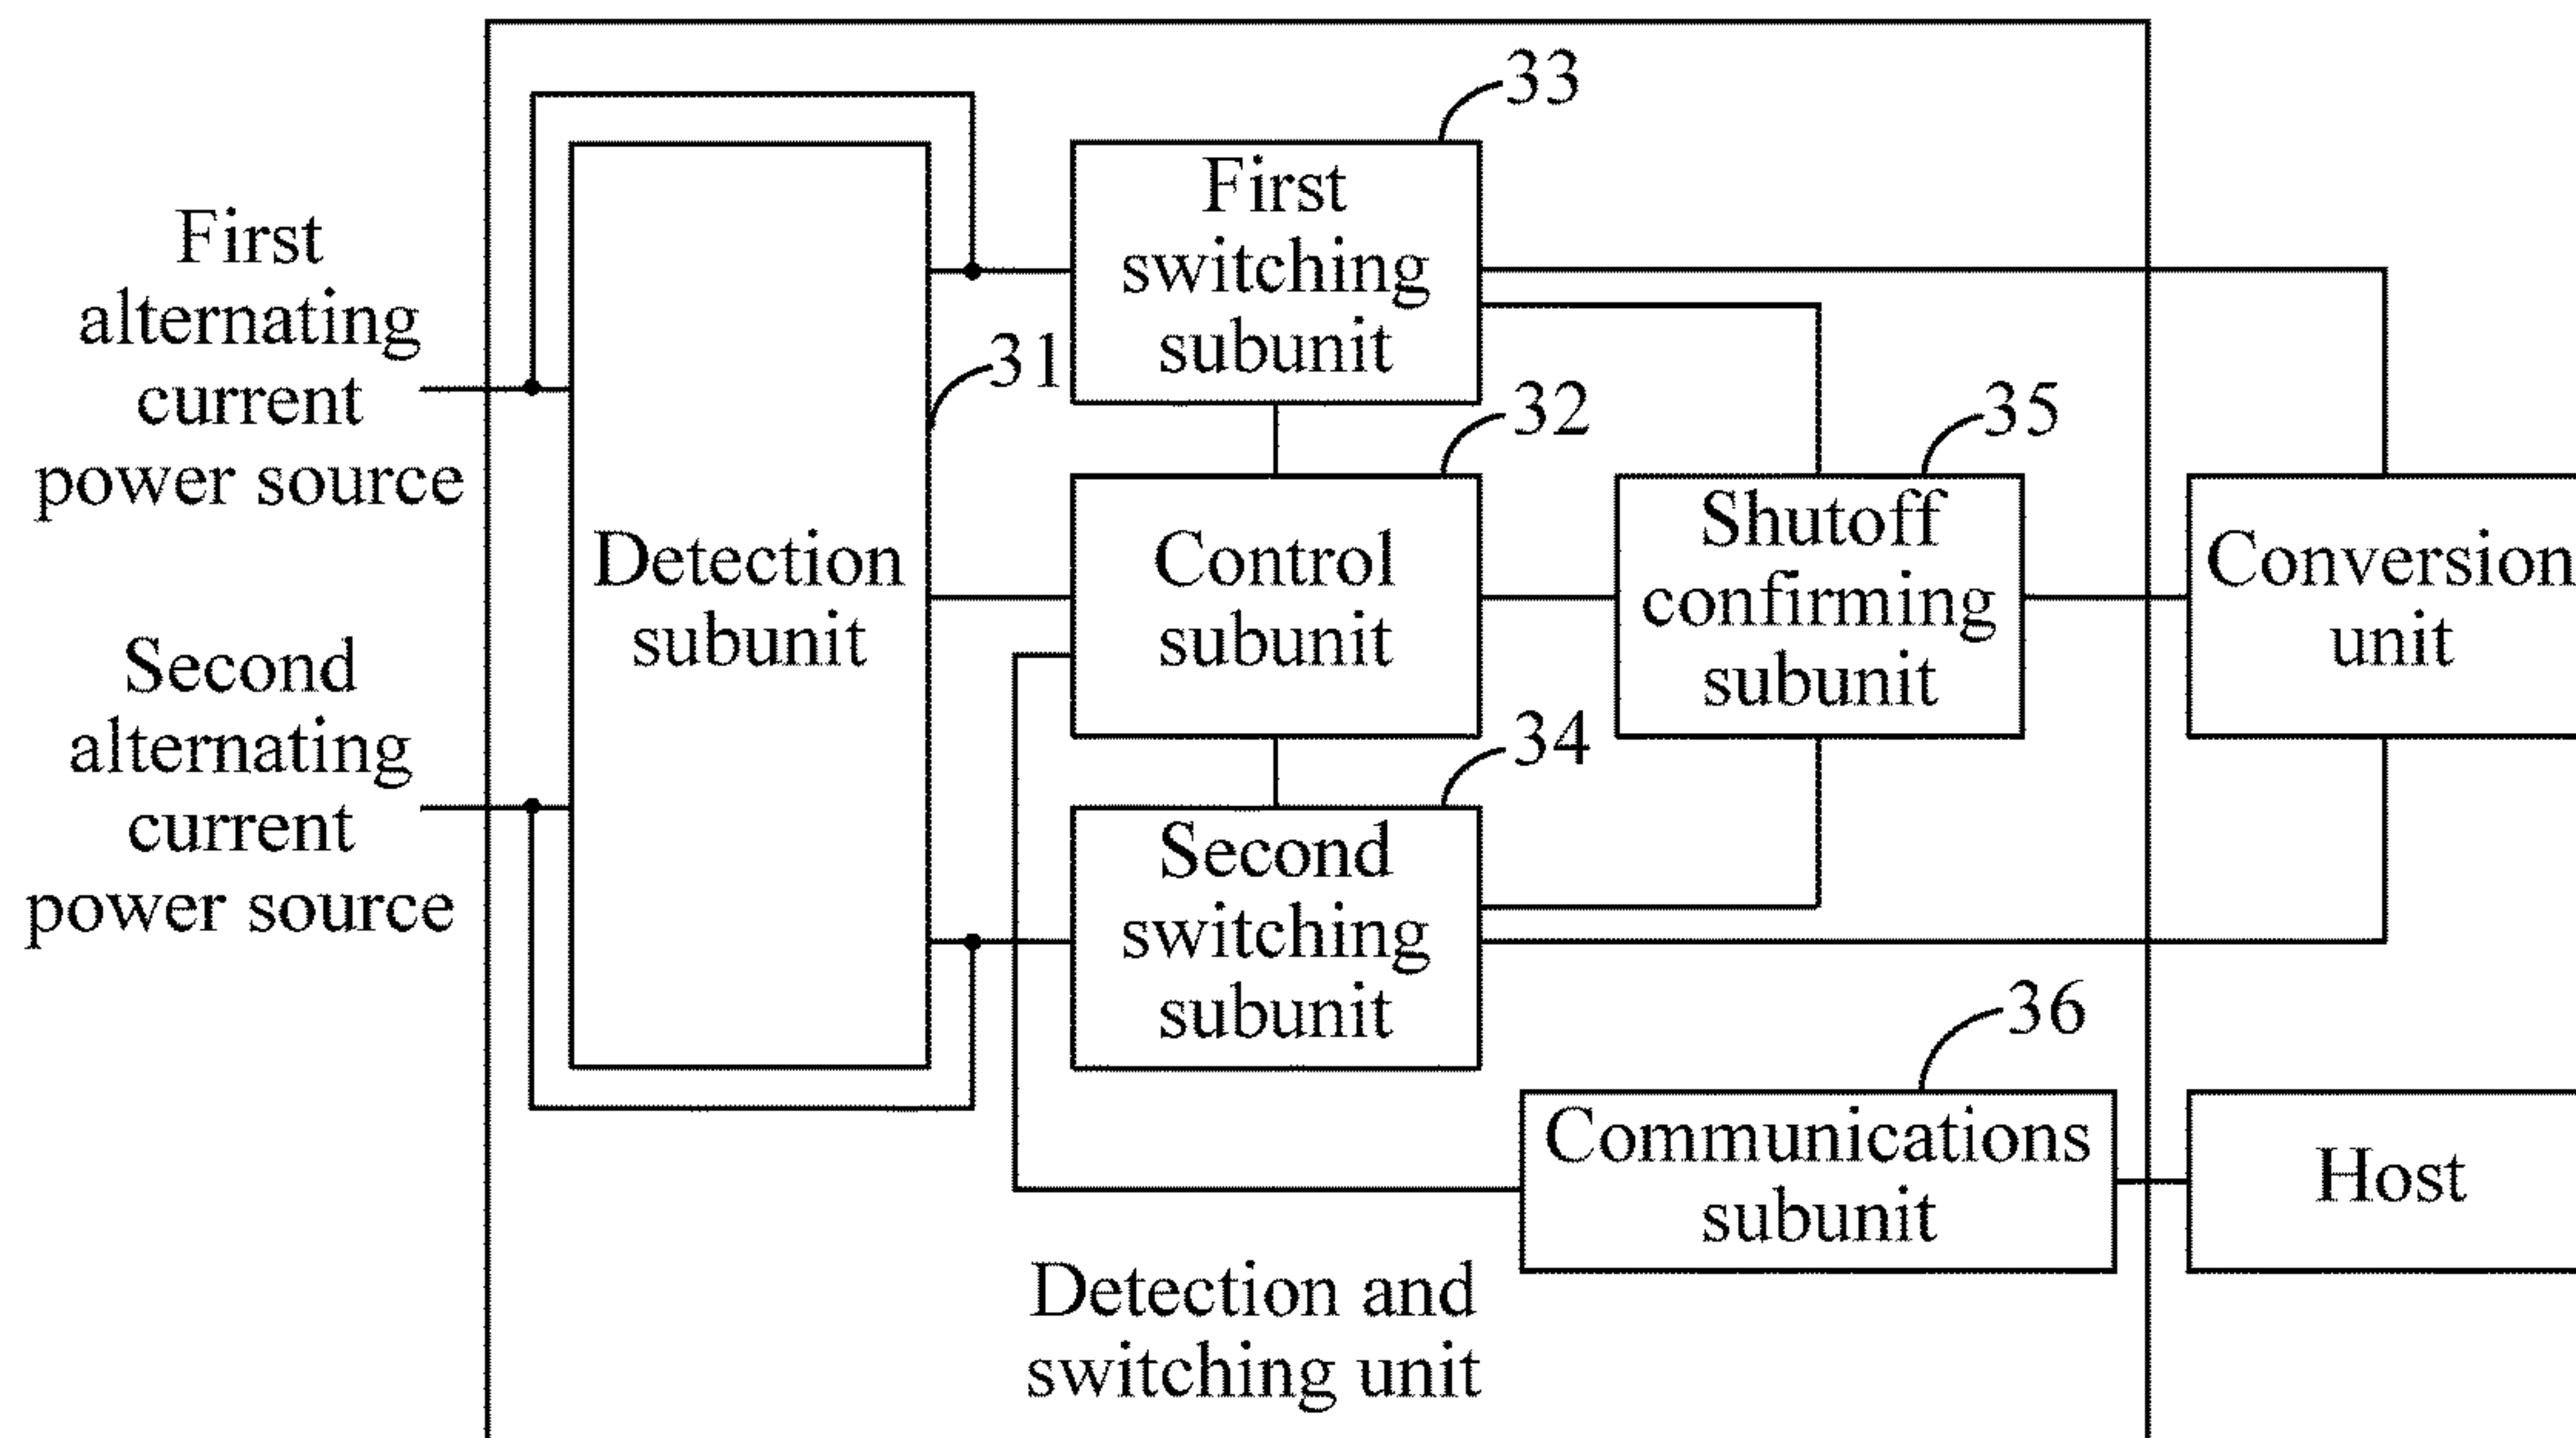 First
alternating
current
power source
Second
alternating
current
power source
Detection
subunit
31
33
First
switching
subunit
32
Control
subunit
34
Second
switching
subunit
35
Shutoff
confirming
subunit
Conversion
unit
36
Communications
subunit
Host
Detection and
switching unit